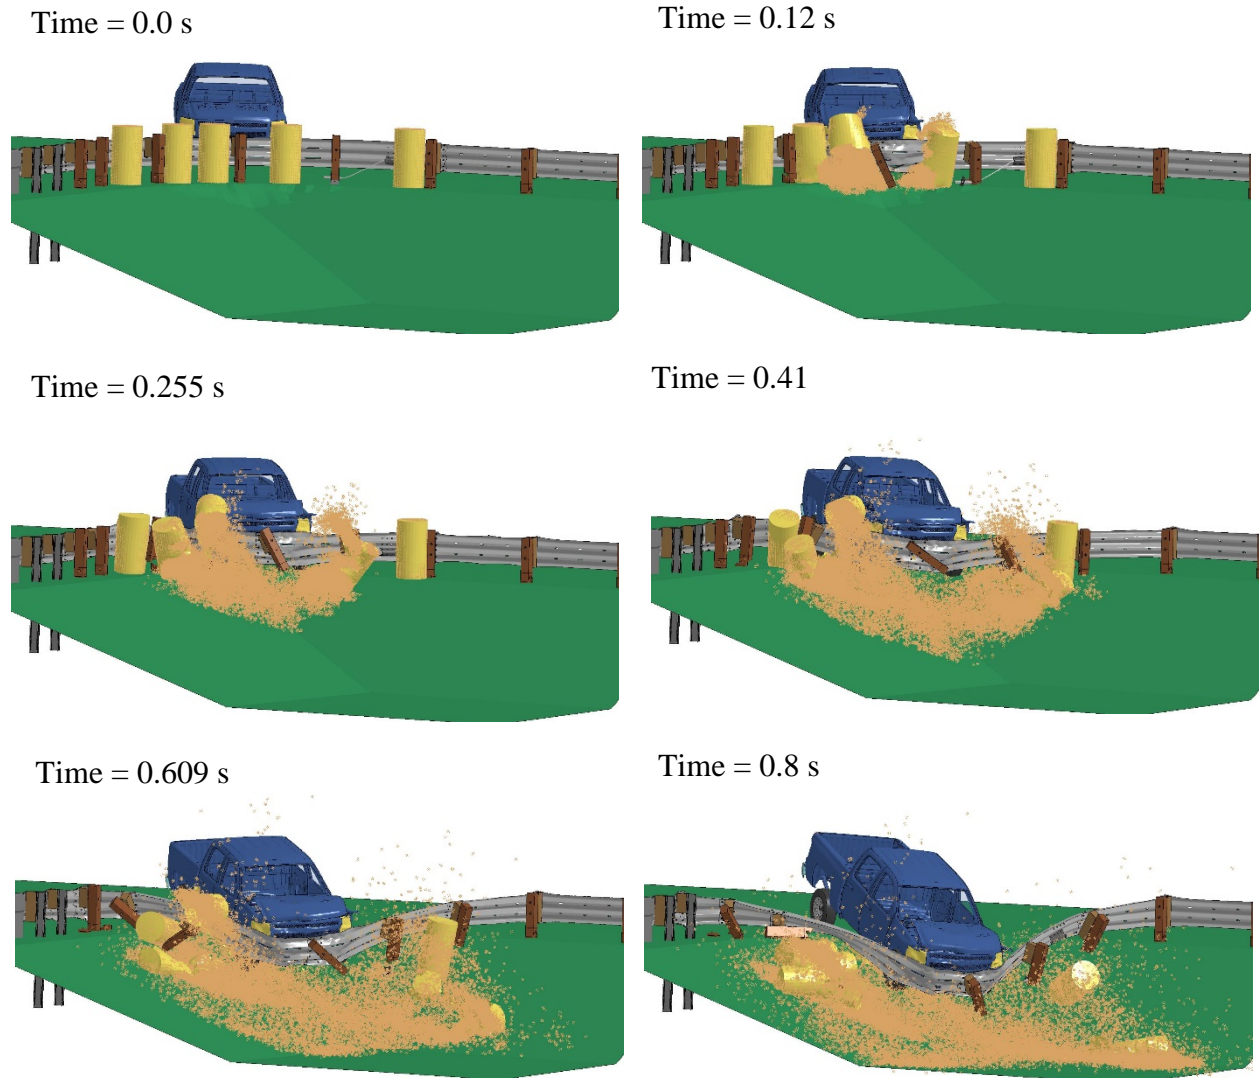 Time = 0.0 s
Time = 0.12 s
Time = 0.255 s
Time = 0.41
Time = 0.609 s
Time = 0.8 s